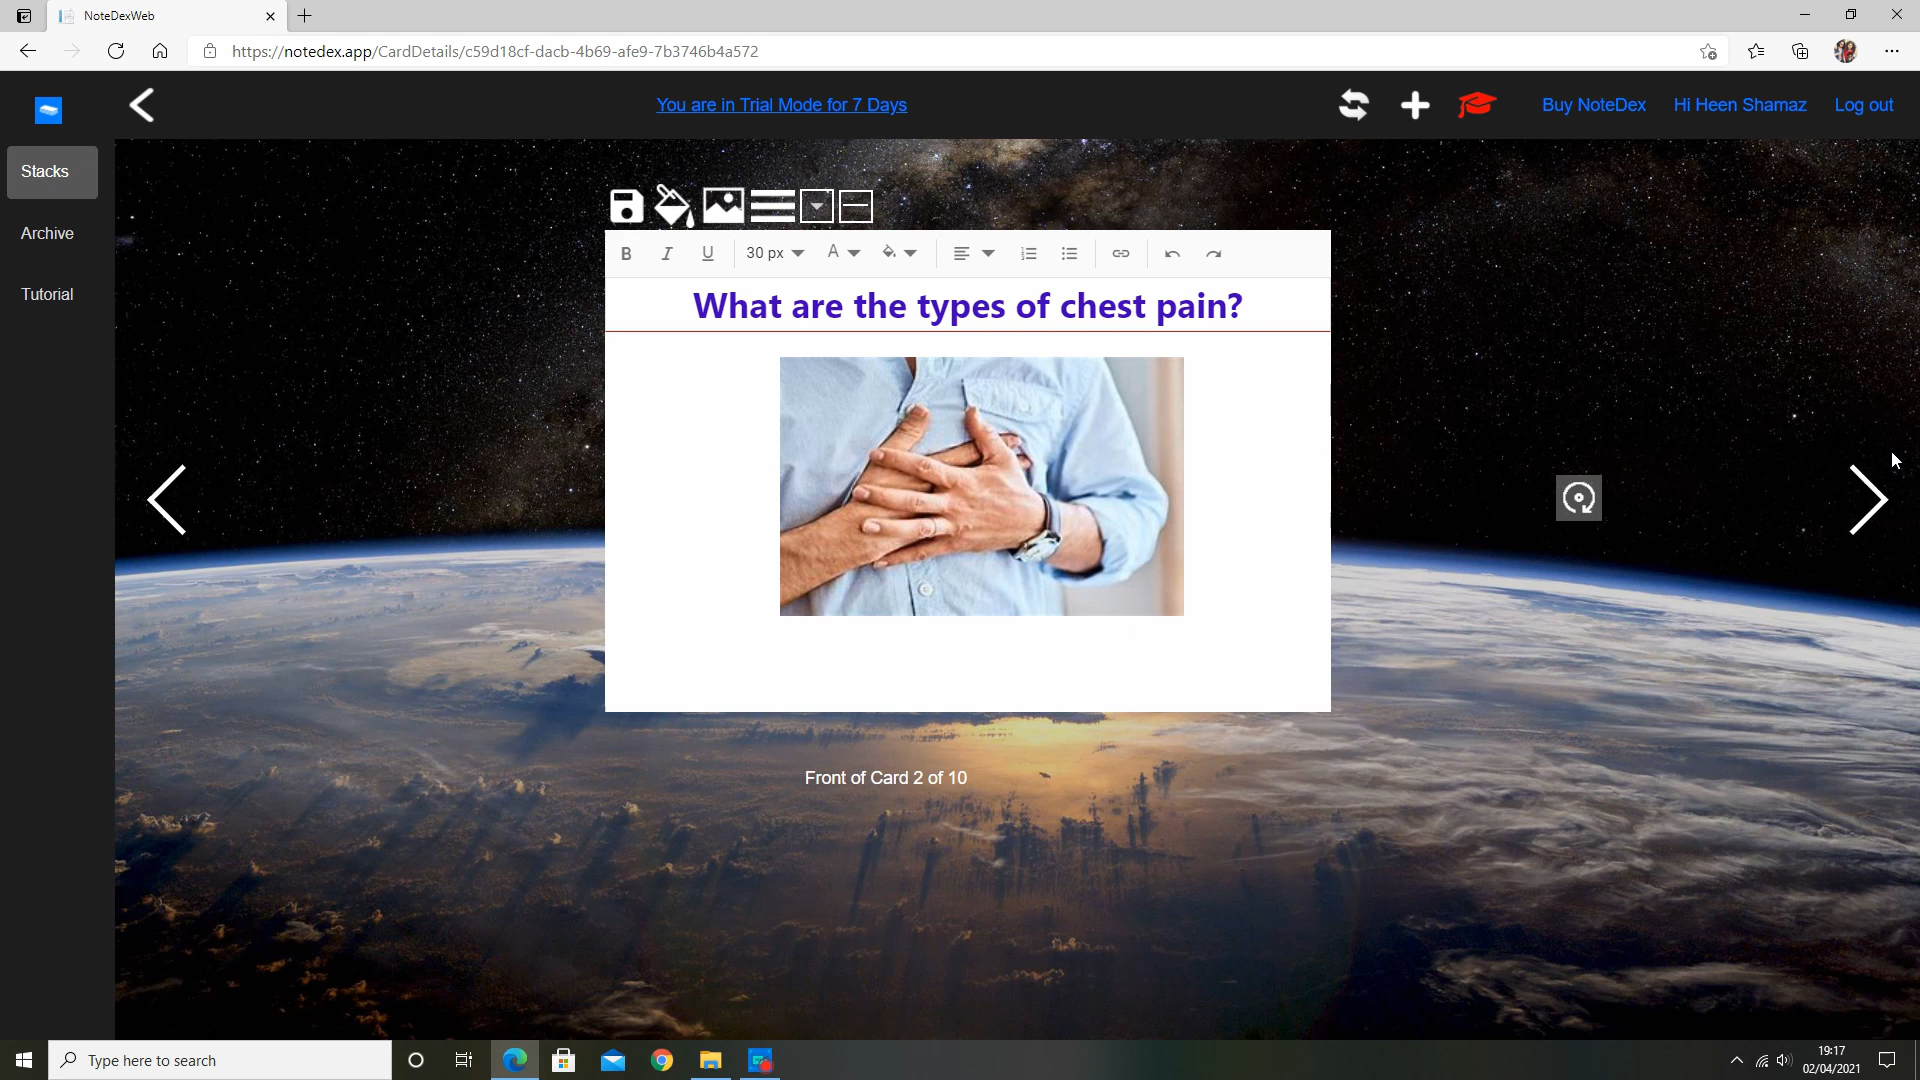 NoteDexWeb
https://notedex.app/CardDetails/c59d18cf-dacb-4b69-afe9-7b3746b4a572
You are in Trial Mode for 7 Days
Buy NoteDex
Hi Heen Shamaz
Log out
Stacks
Archive
Tutorial
B I U 30 px A
What are the types of chest pain?
Front of Card 2 of 10
Type here to search
19:17
02/04/2021